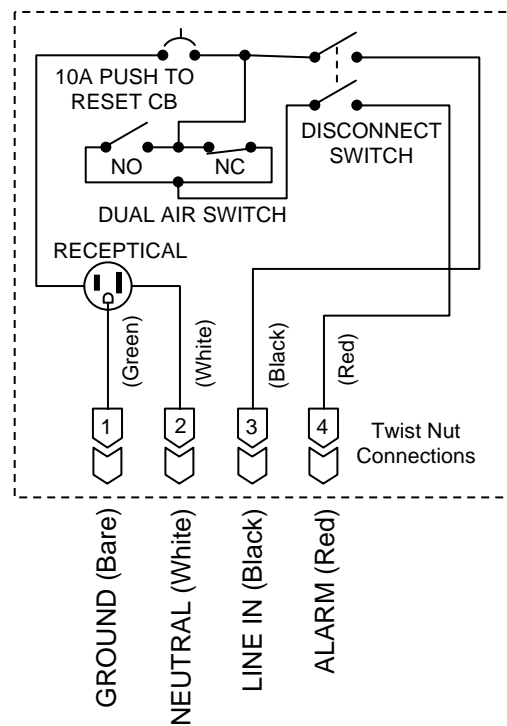 10A PUSH TO
RESET CB
DISCONNECT
SWITCH
NO
NC
DUAL AIR SWITCH
RECEPTICAL
(Green)
(White)
(Black)
(Red)
1
2
3
4
Twist Nut
Connections
GROUND (Bare)
NEUTRAL (White)
LINE IN (Black)
ALARM (Red)